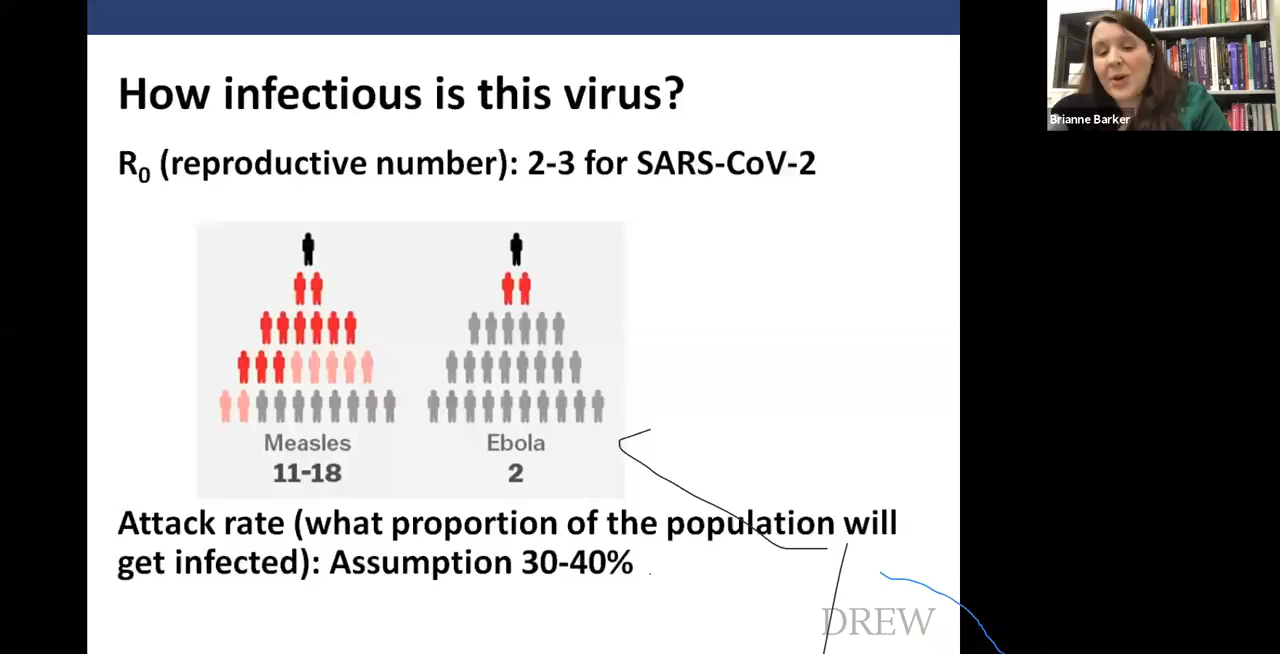 How infectious is this virus?
R₀ (reproductive number): 2-3 for SARS-CoV-2
Measles
11-18
Ebola
2
Attack rate (what proportion of the population will
get infected): Assumption 30-40%
DREW
Brianne Barker